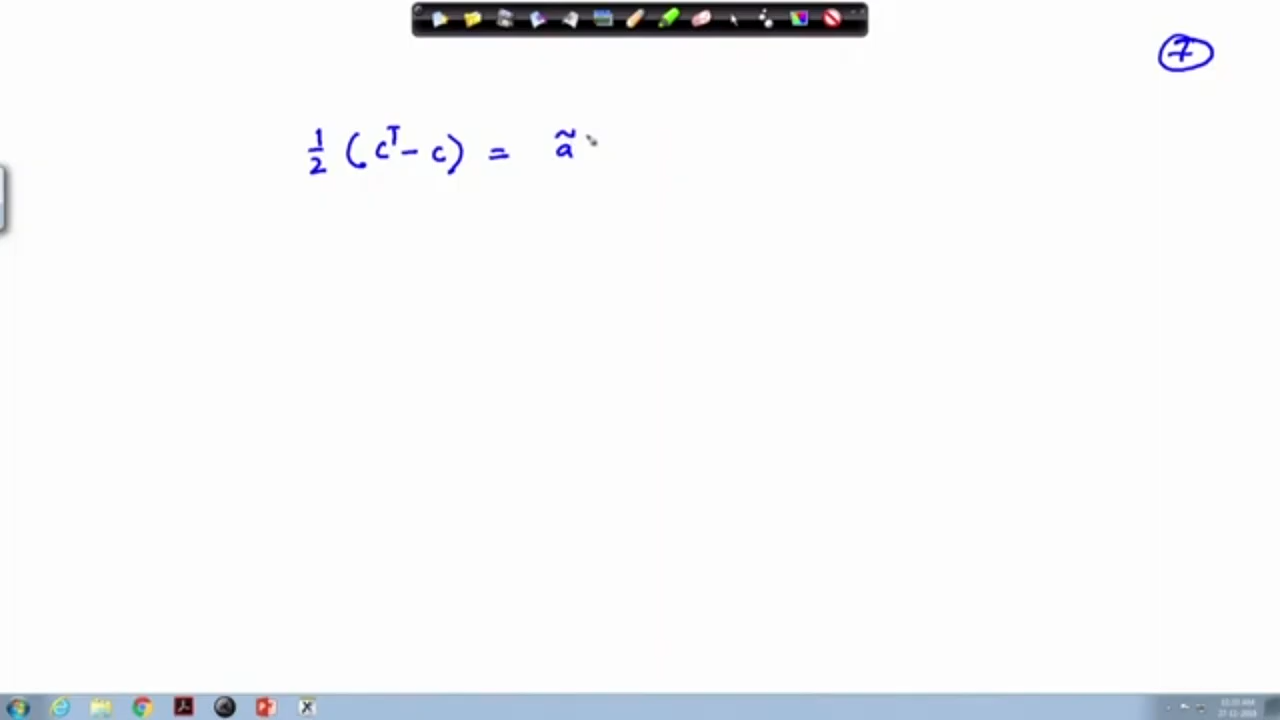 7
1/2 (c^T - c) = ã